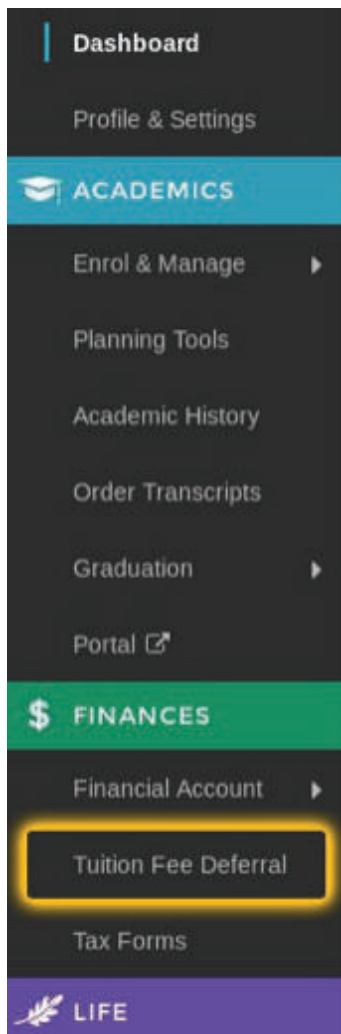 Dashboard
Profile & Settings
ACADEMICS
Enrol & Manage
Planning Tools
Academic History
Order Transcripts
Graduation
Portal
$ FINANCES
Financial Account
Tuition Fee Deferral
Tax Forms
LIFE